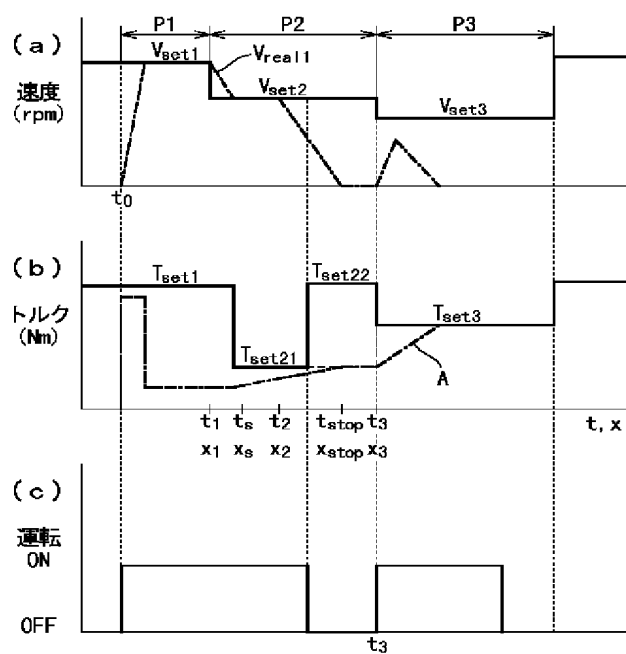 P1 P2 P3
(a)
Vset1 Vreal1
速度
(rpm)
Vset2 Vset3
t0
(b)
Tset1 Tset22
トルク
(Nm)
Tset3
Tset21
A
t1 ts t2 tstop t3 t, x
x1 xs x2 xstop x3
(c)
運転
ON
OFF
t3